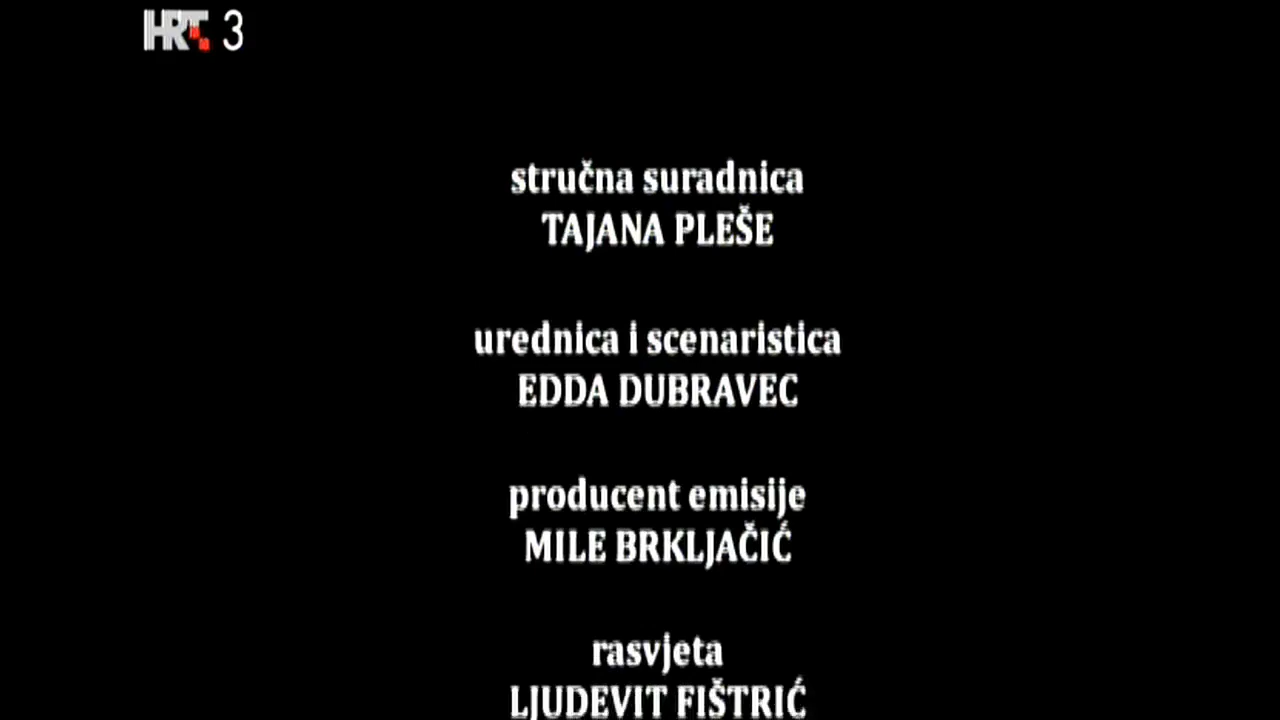 HRT 3
stručna suradnica
TAJANA PLEŠE
urednica i scenaristica
EDDA DUBRAVEC
producent emisije
MILE BRKLJAČIĆ
rasvjeta
LJUDEVIT FIŠTRIĆ